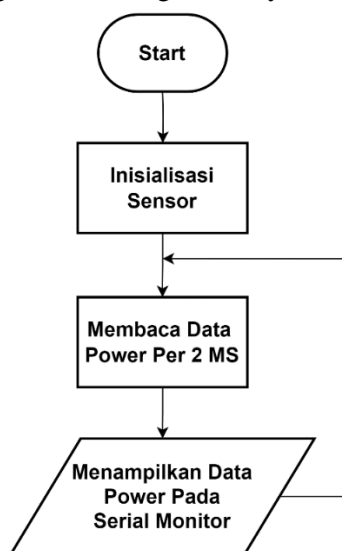 Start
Inisialisasi
Sensor
Membaca Data
Power Per 2 MS
Menampilkan Data
Power Pada
Serial Monitor